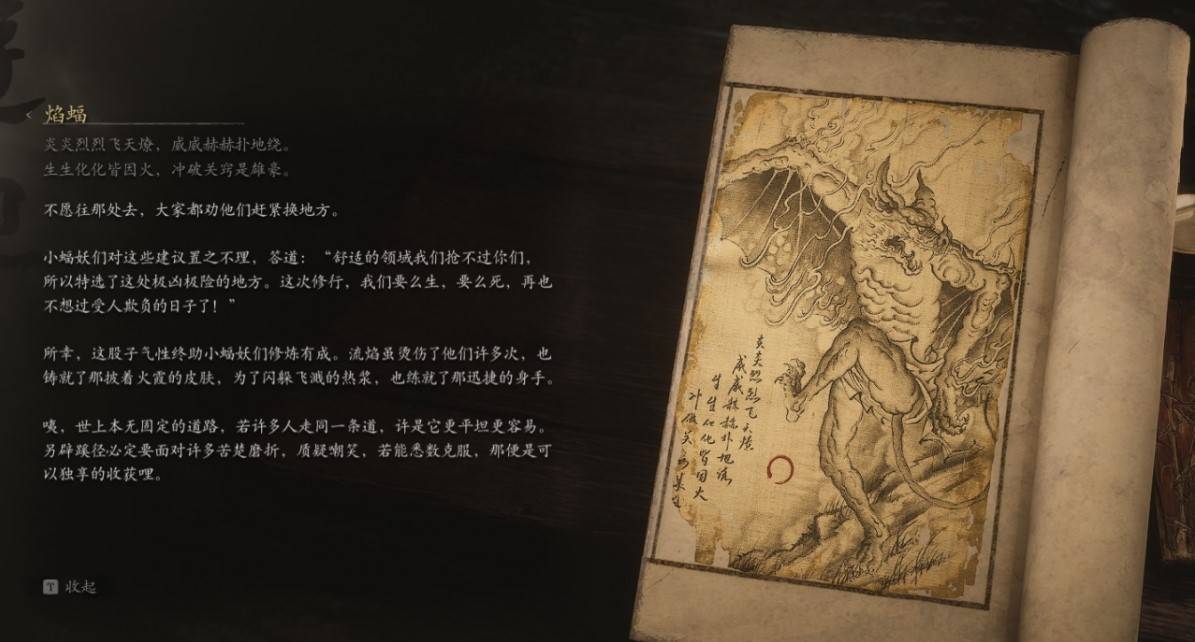 焰蝠
炎炎烈烈飞天燎，威威赫赫扑地绕。
生生化化皆因火，冲破关窍是雄豪。
不愿往那处去，大家都劝他们赶紧换地方。
小蝠妖们对这些建议置之不理，答道：“舒适的领域我们抢不过你们，
所以特选了这处极凶极险的地方。这次修行，我们要么生，要么死，再也
不想过受人欺负的日子了！”
所幸，这股子气性终助小蝠妖们修炼有成。流焰虽烫伤了他们许多次，也
铸就了那披着火霞的皮肤，为了闪躲飞溅的热浆，也练就了那迅捷的身手。
咦，世上本无固定的道路，若许多人走同一条道，许是它更平坦更容易。
另辟蹊径必定要面对许多苦楚磨折，质疑嘲笑，若能悉数克服，那便是可
以独享的收获哩。
T 收起
炎炎烈烈飞天燎
威威赫赫扑地绕
生生化化皆因火
冲破关